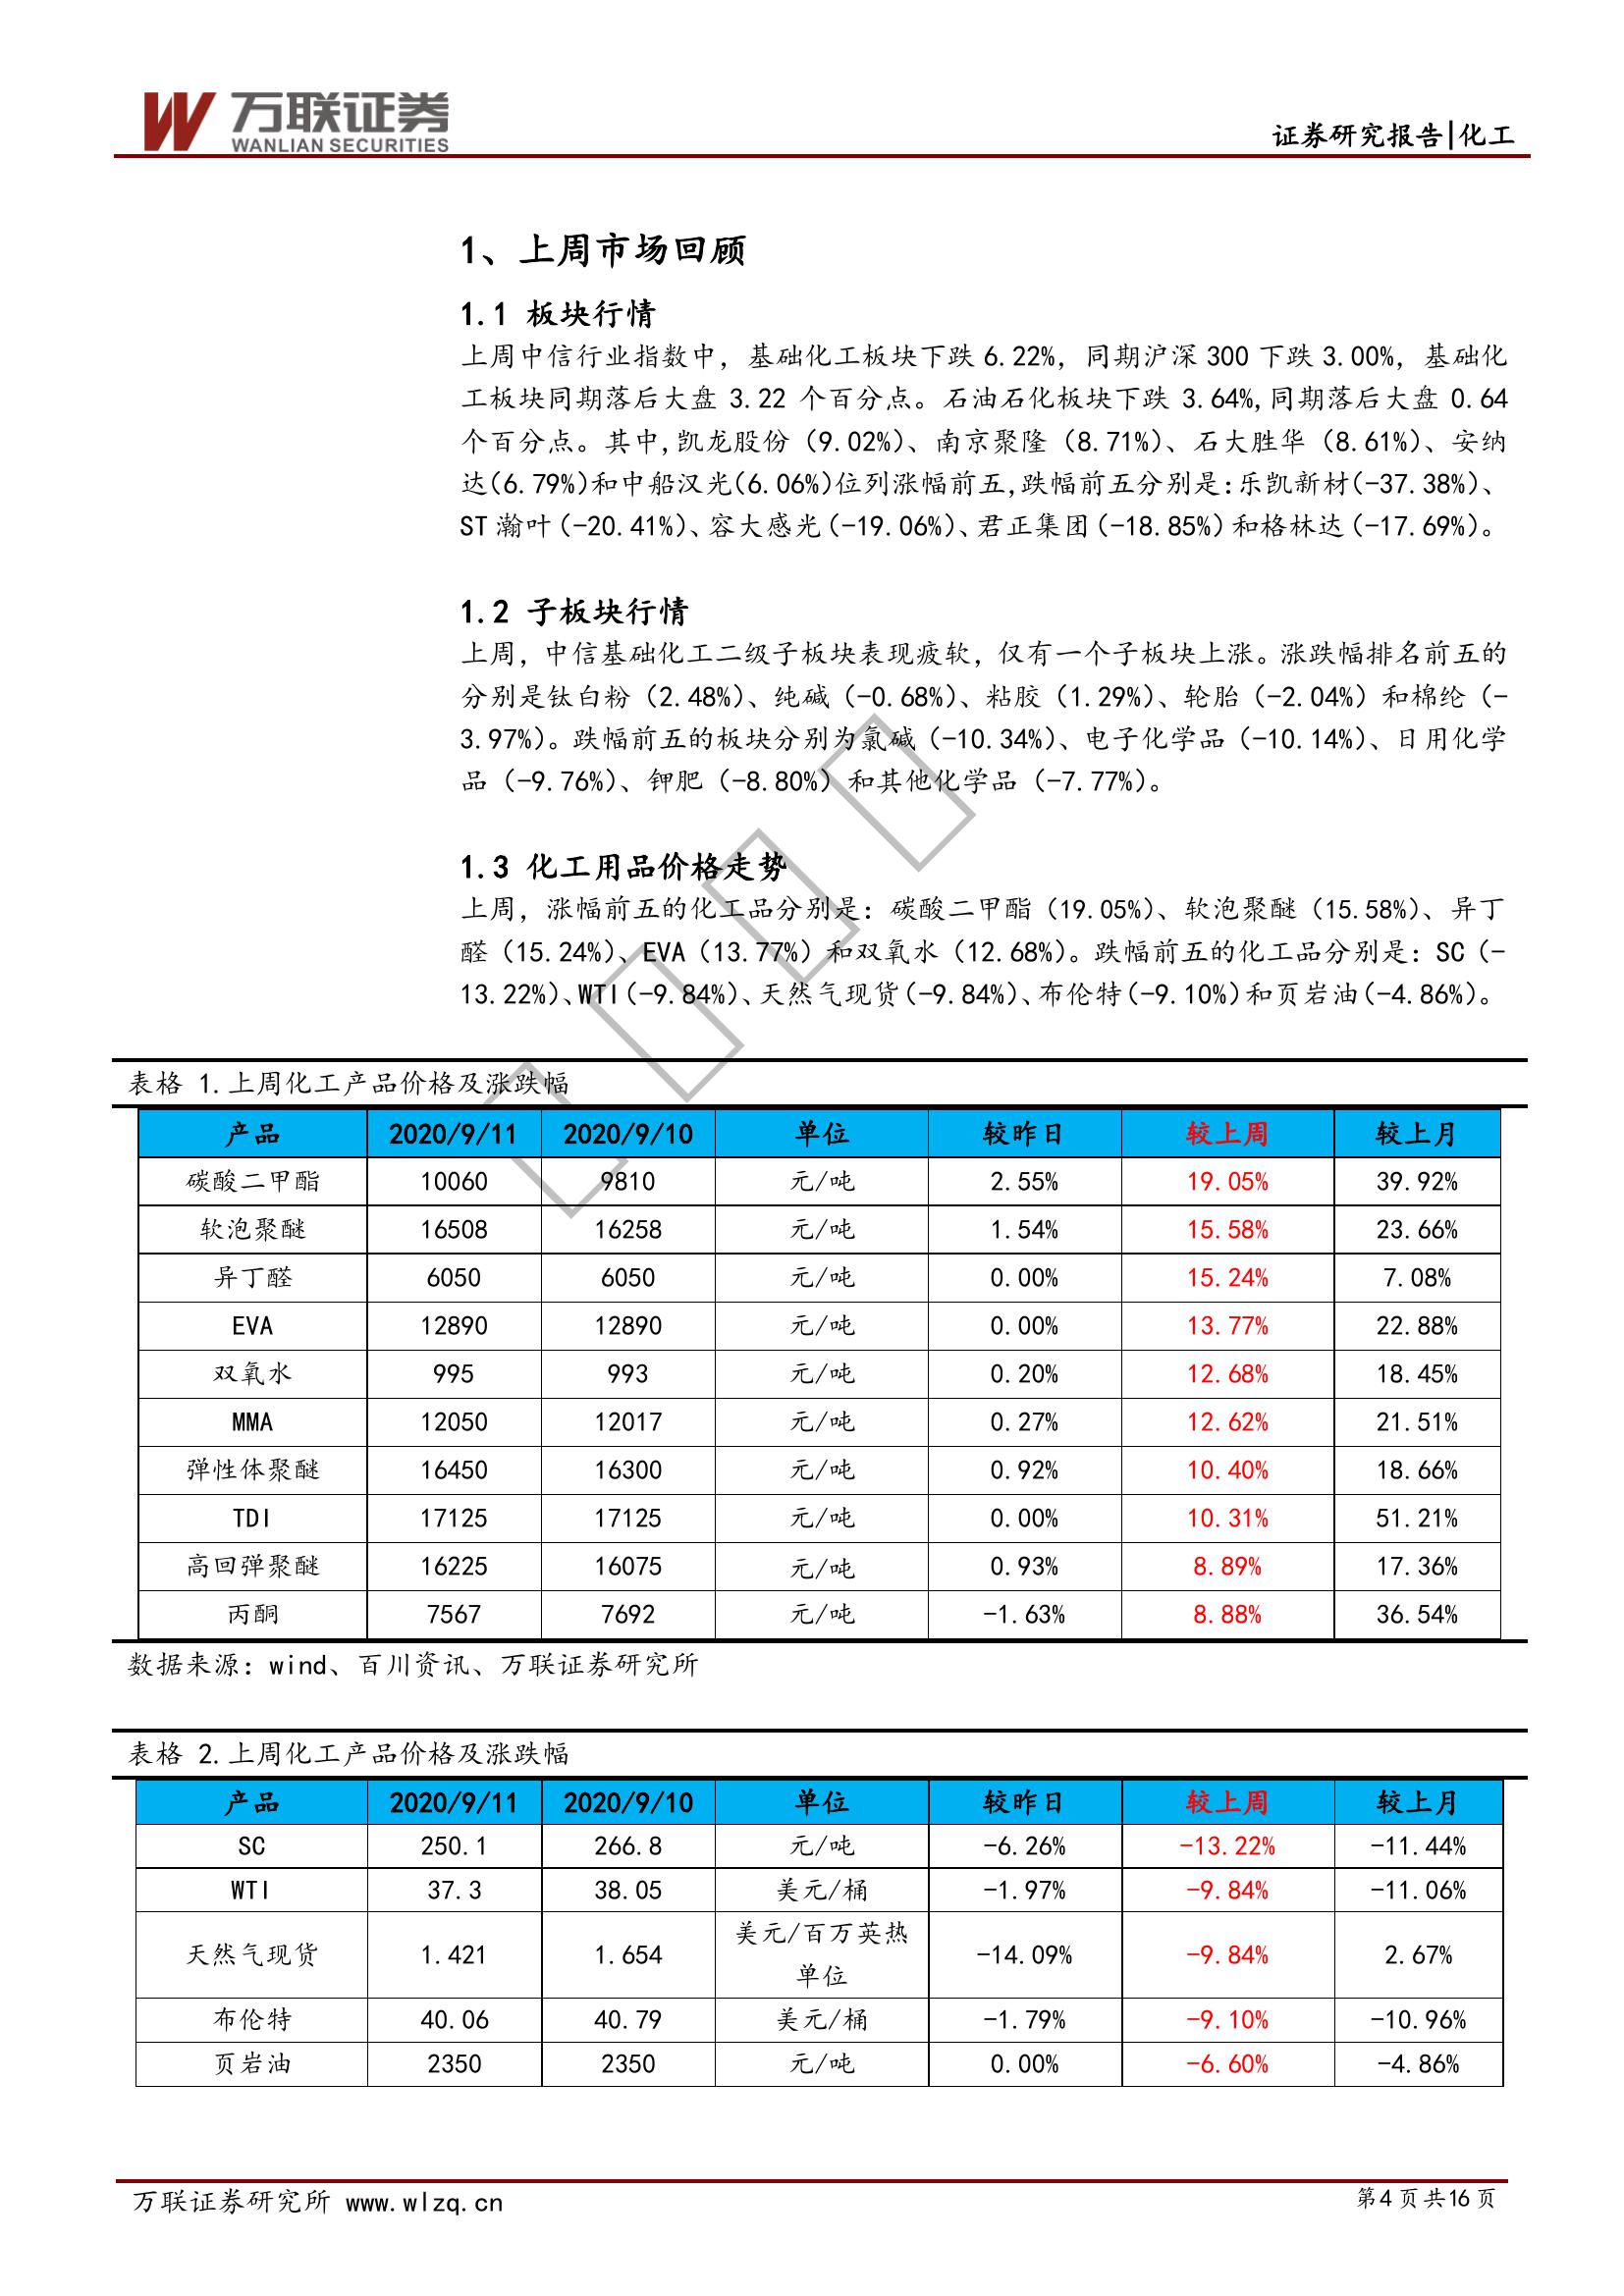 万联证券
WANLIAN SECURITIES
证券研究报告|化工
1、上周市场回顾
1.1 板块行情
上周中信行业指数中，基础化工板块下跌6.22%，同期沪深300下跌3.00%，基础化
工板块同期落后大盘 3.22 个百分点。石油石化板块下跌 3.64%,同期落后大盘 0.64
个百分点。其中,凯龙股份（9.02%）、南京聚隆（8.71%）、石大胜华（8.61%）、安纳
达(6.79%)和中船汉光(6.06%)位列涨幅前五,跌幅前五分别是:乐凯新材(-37.38%)、
ST瀚叶(-20.41%)、容大感光(-19.06%)、君正集团(-18.85%)和格林达(-17.69%)。
1.2 子板块行情
上周，中信基础化工二级子板块表现疲软，仅有一个子板块上涨。涨跌幅排名前五的
分别是钛白粉（2.48%）、纯碱（-0.68%）、粘胶（1.29%）、轮胎（-2.04%）和棉纶（-
3.97%）。跌幅前五的板块分别为氯碱（-10.34%）、电子化学品（-10.14%）、日用化学
品（-9.76%）、钾肥（-8.80%）和其他化学品（-7.77%）。
1.3 化工用品价格走势
上周，涨幅前五的化工品分别是：碳酸二甲酯（19.05%）、软泡聚醚（15.58%）、异丁
醛（15.24%）、EVA（13.77%）和双氧水（12.68%）。跌幅前五的化工品分别是：SC（-
13.22%）、WTI（-9.84%）、天然气现货（-9.84%）、布伦特（-9.10%）和页岩油（-4.86%）。
表格 1.上周化工产品价格及涨跌幅
产品 2020/9/11 2020/9/10 单位 较昨日 较上周 较上月
碳酸二甲酯 10060 9810 元/吨 2.55% 19.05% 39.92%
软泡聚醚 16508 16258 元/吨 1.54% 15.58% 23.66%
异丁醛 6050 6050 元/吨 0.00% 15.24% 7.08%
EVA 12890 12890 元/吨 0.00% 13.77% 22.88%
双氧水 995 993 元/吨 0.20% 12.68% 18.45%
MMA 12050 12017 元/吨 0.27% 12.62% 21.51%
弹性体聚醚 16450 16300 元/吨 0.92% 10.40% 18.66%
TDI 17125 17125 元/吨 0.00% 10.31% 51.21%
高回弹聚醚 16225 16075 元/吨 0.93% 8.89% 17.36%
丙酮 7567 7692 元/吨 -1.63% 8.88% 36.54%
数据来源：wind、百川资讯、万联证券研究所
表格 2.上周化工产品价格及涨跌幅
产品 2020/9/11 2020/9/10 单位 较昨日 较上周 较上月
SC 250.1 266.8 元/吨 -6.26% -13.22% -11.44%
WTI 37.3 38.05 美元/桶 -1.97% -9.84% -11.06%
天然气现货 1.421 1.654 美元/百万英热 -14.09% -9.84% 2.67%
单位
布伦特 40.06 40.79 美元/桶 -1.79% -9.10% -10.96%
页岩油 2350 2350 元/吨 0.00% -6.60% -4.86%
万联证券研究所 www.wlzq.cn 第4页共16页